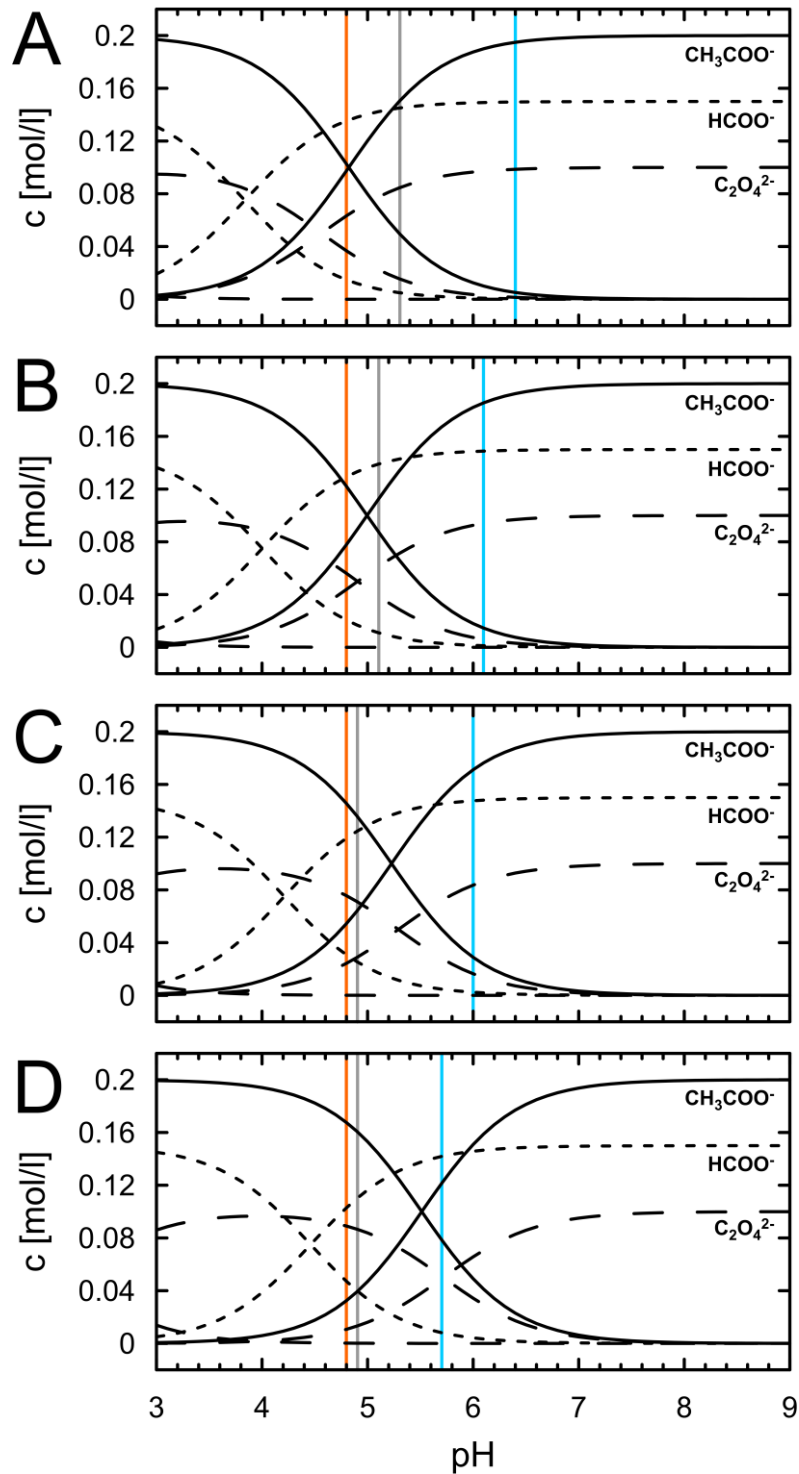 A
0.2
0.16
0.12
0.08
0.04
0
c [mol/l]
CH₃COO⁻
HCOO⁻
C₂O₄²⁻
B
0.2
0.16
0.12
0.08
0.04
0
c [mol/l]
CH₃COO⁻
HCOO⁻
C₂O₄²⁻
C
0.2
0.16
0.12
0.08
0.04
0
c [mol/l]
CH₃COO⁻
HCOO⁻
C₂O₄²⁻
D
0.2
0.16
0.12
0.08
0.04
0
c [mol/l]
CH₃COO⁻
HCOO⁻
C₂O₄²⁻
3 4 5 6 7 8 9
pH